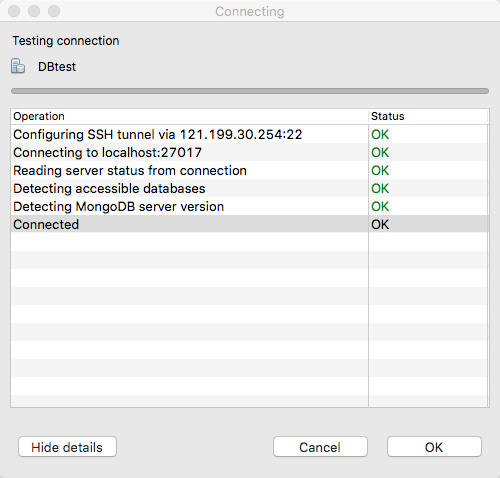 Connecting
Testing connection
DBtest
Operation Status
Configuring SSH tunnel via 121.199.30.254:22 OK
Connecting to localhost:27017 OK
Reading server status from connection OK
Detecting accessible databases OK
Detecting MongoDB server version OK
Connected OK
Hide details Cancel OK